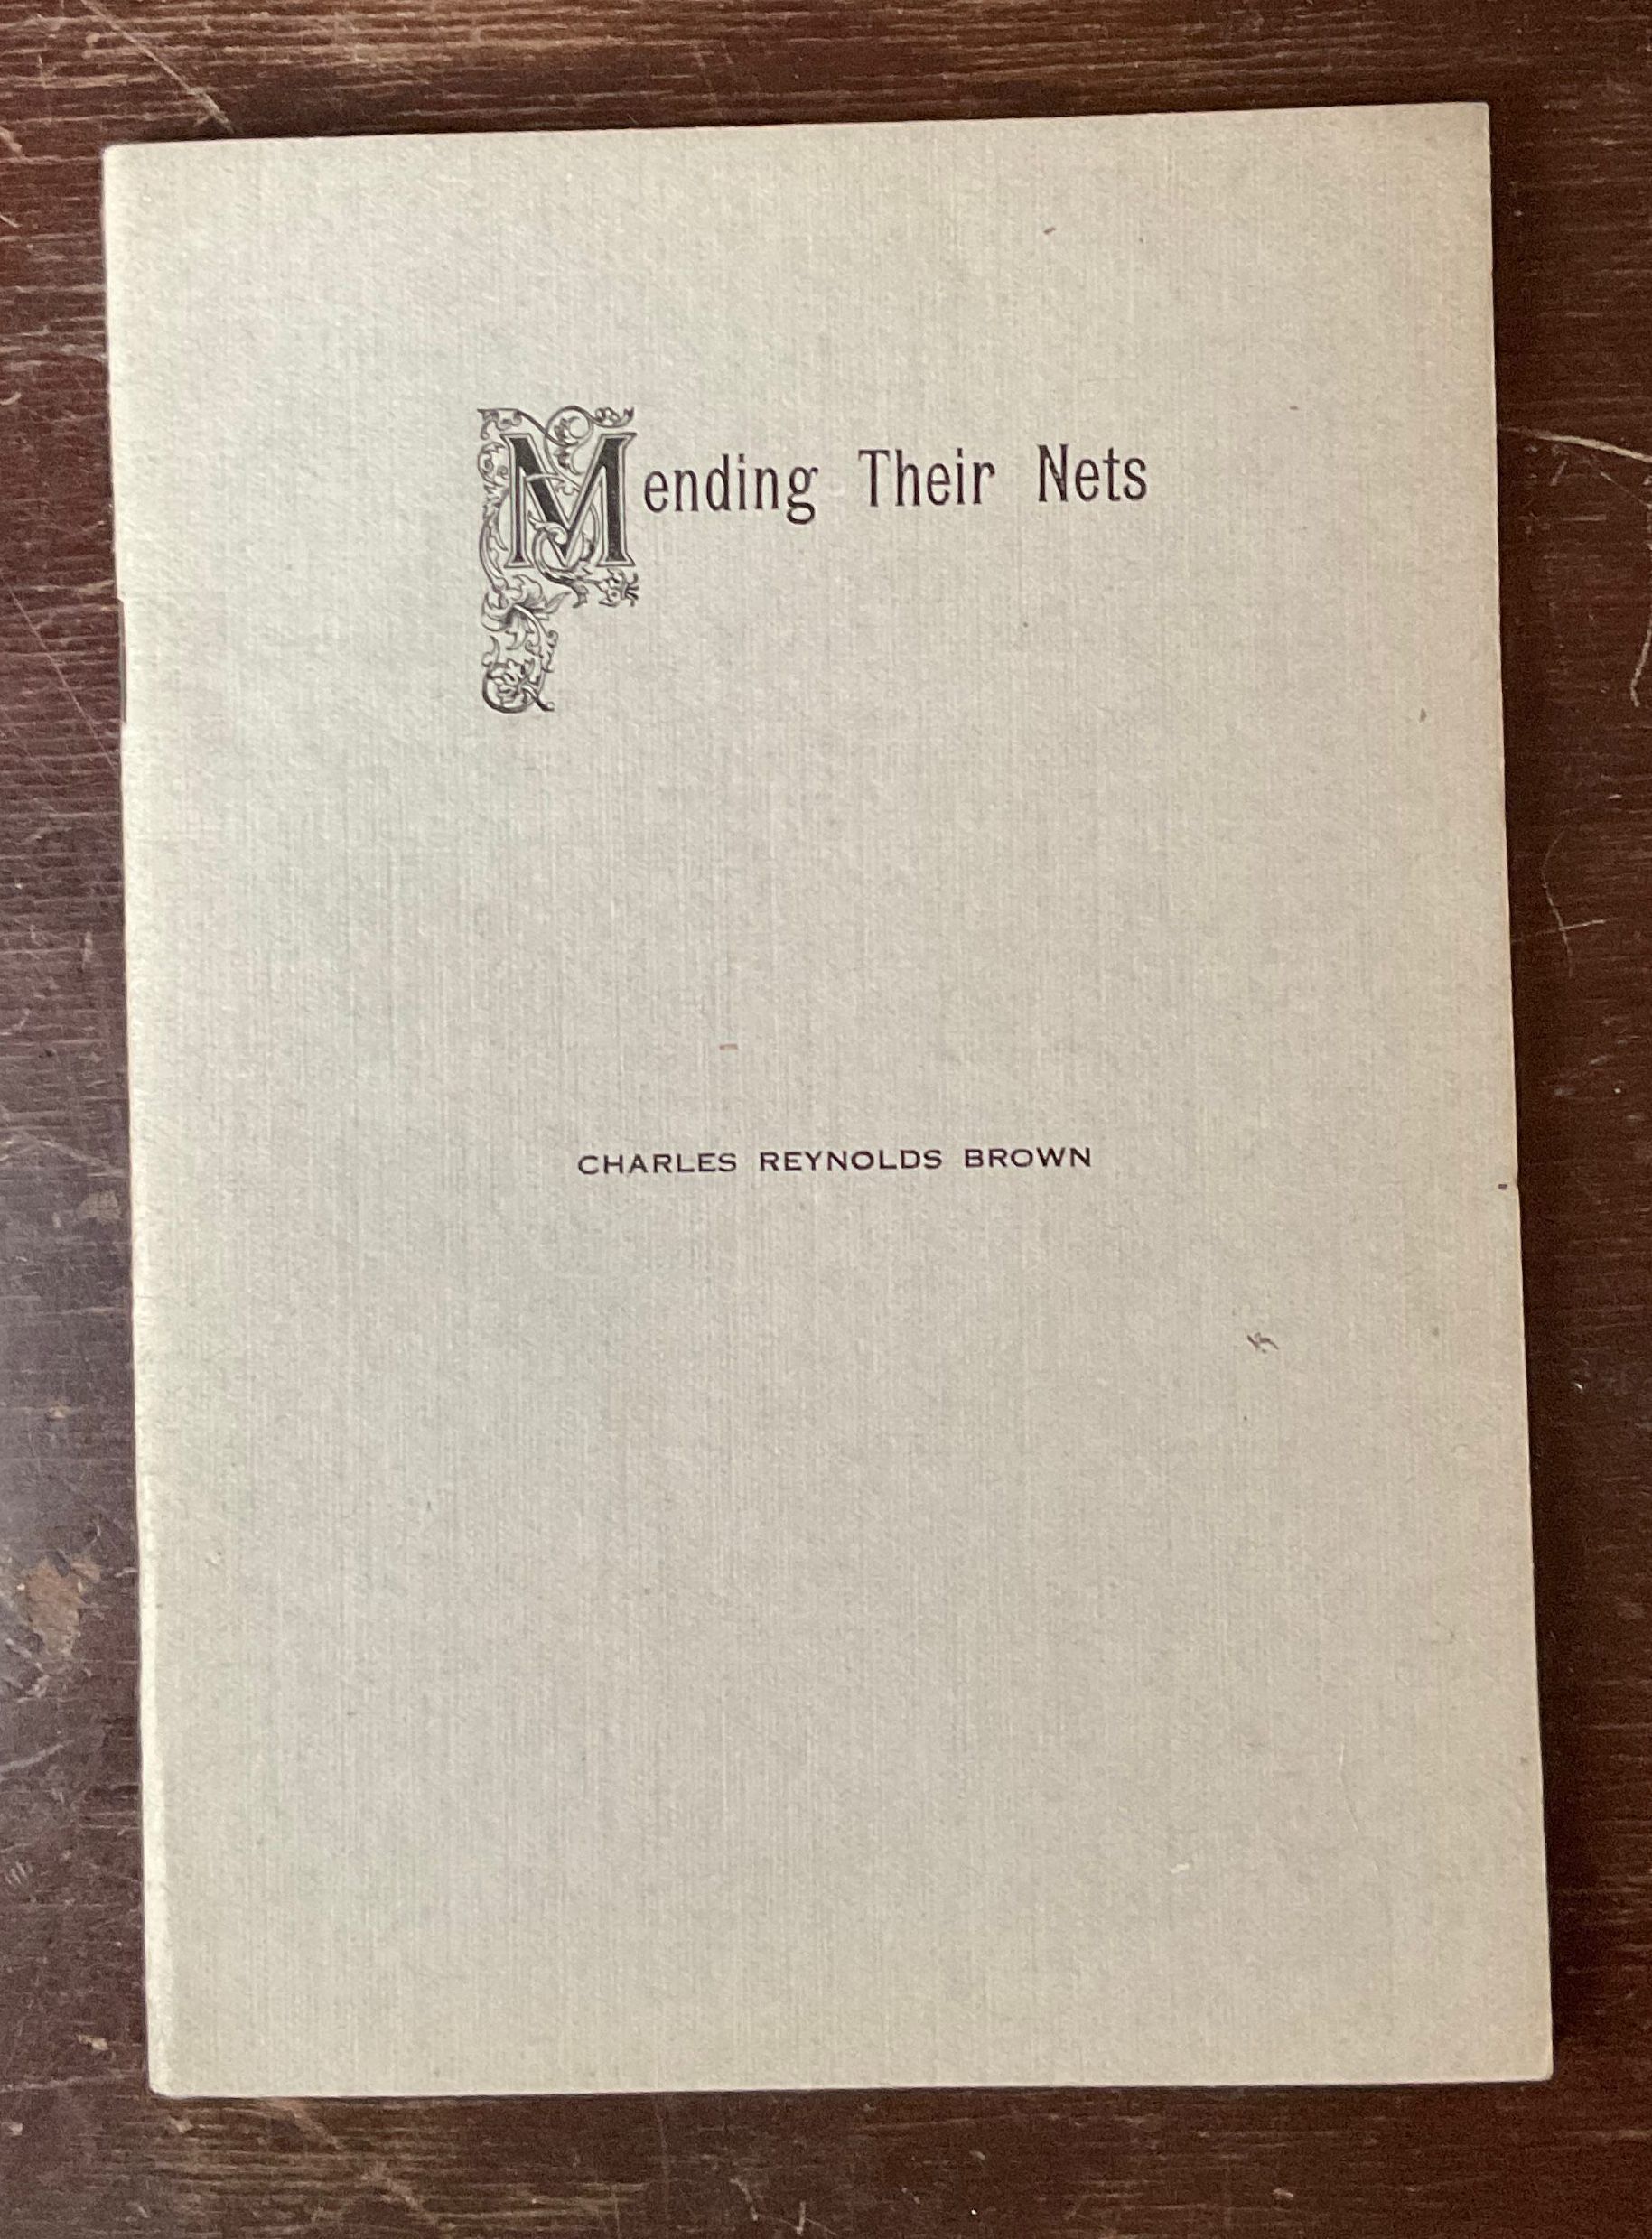 Mending Their Nets
CHARLES REYNOLDS BROWN